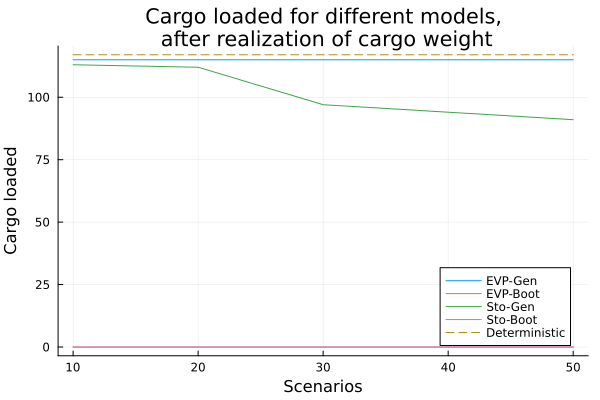 Cargo loaded for different models,
after realization of cargo weight
Cargo loaded
100
75
50
25
0
EVP-Gen
EVP-Boot
Sto-Gen
Sto-Boot
Deterministic
10 20 30 40 50
Scenarios